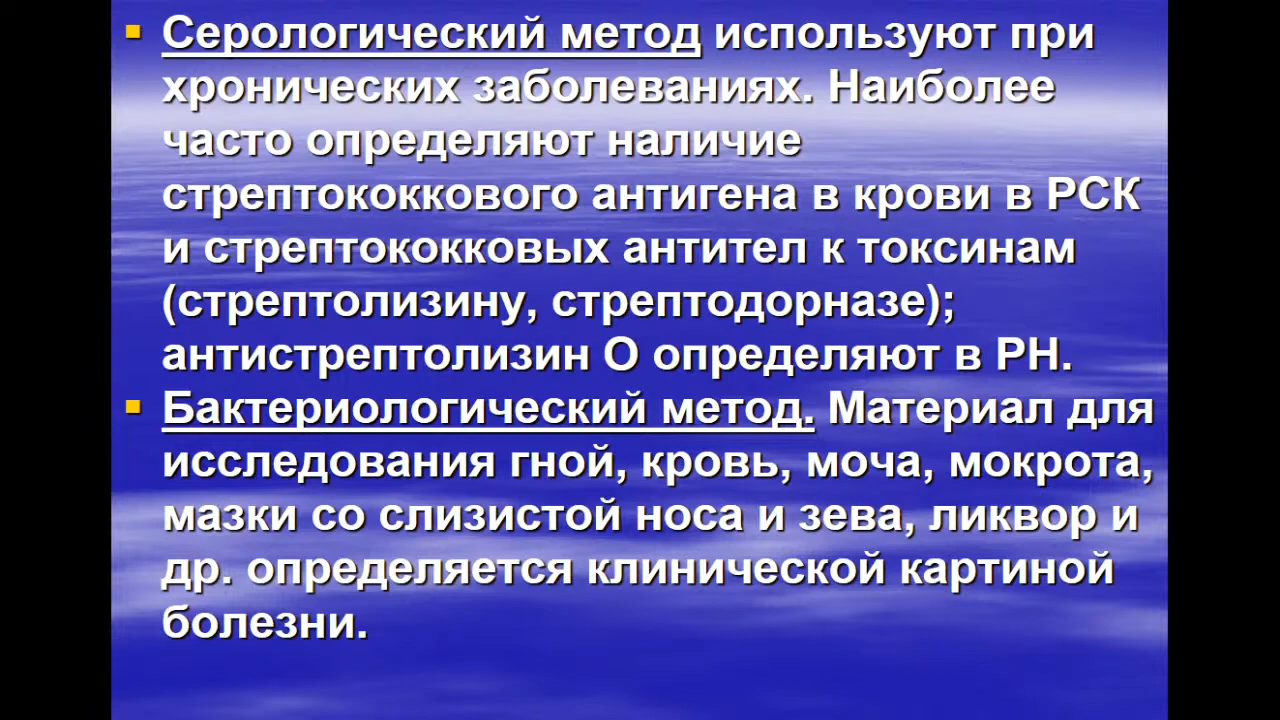 Серологический метод используют при
хронических заболеваниях. Наиболее
часто определяют наличие
стрептококкового антигена в крови в РСК
и стрептококковых антител к токсинам
(стрептолизину, стрептодорназе);
антистрептолизин О определяют в РН.
Бактериологический метод. Материал для
исследования гной, кровь, моча, мокрота,
мазки со слизистой носа и зева, ликвор и
др. определяется клинической картиной
болезни.